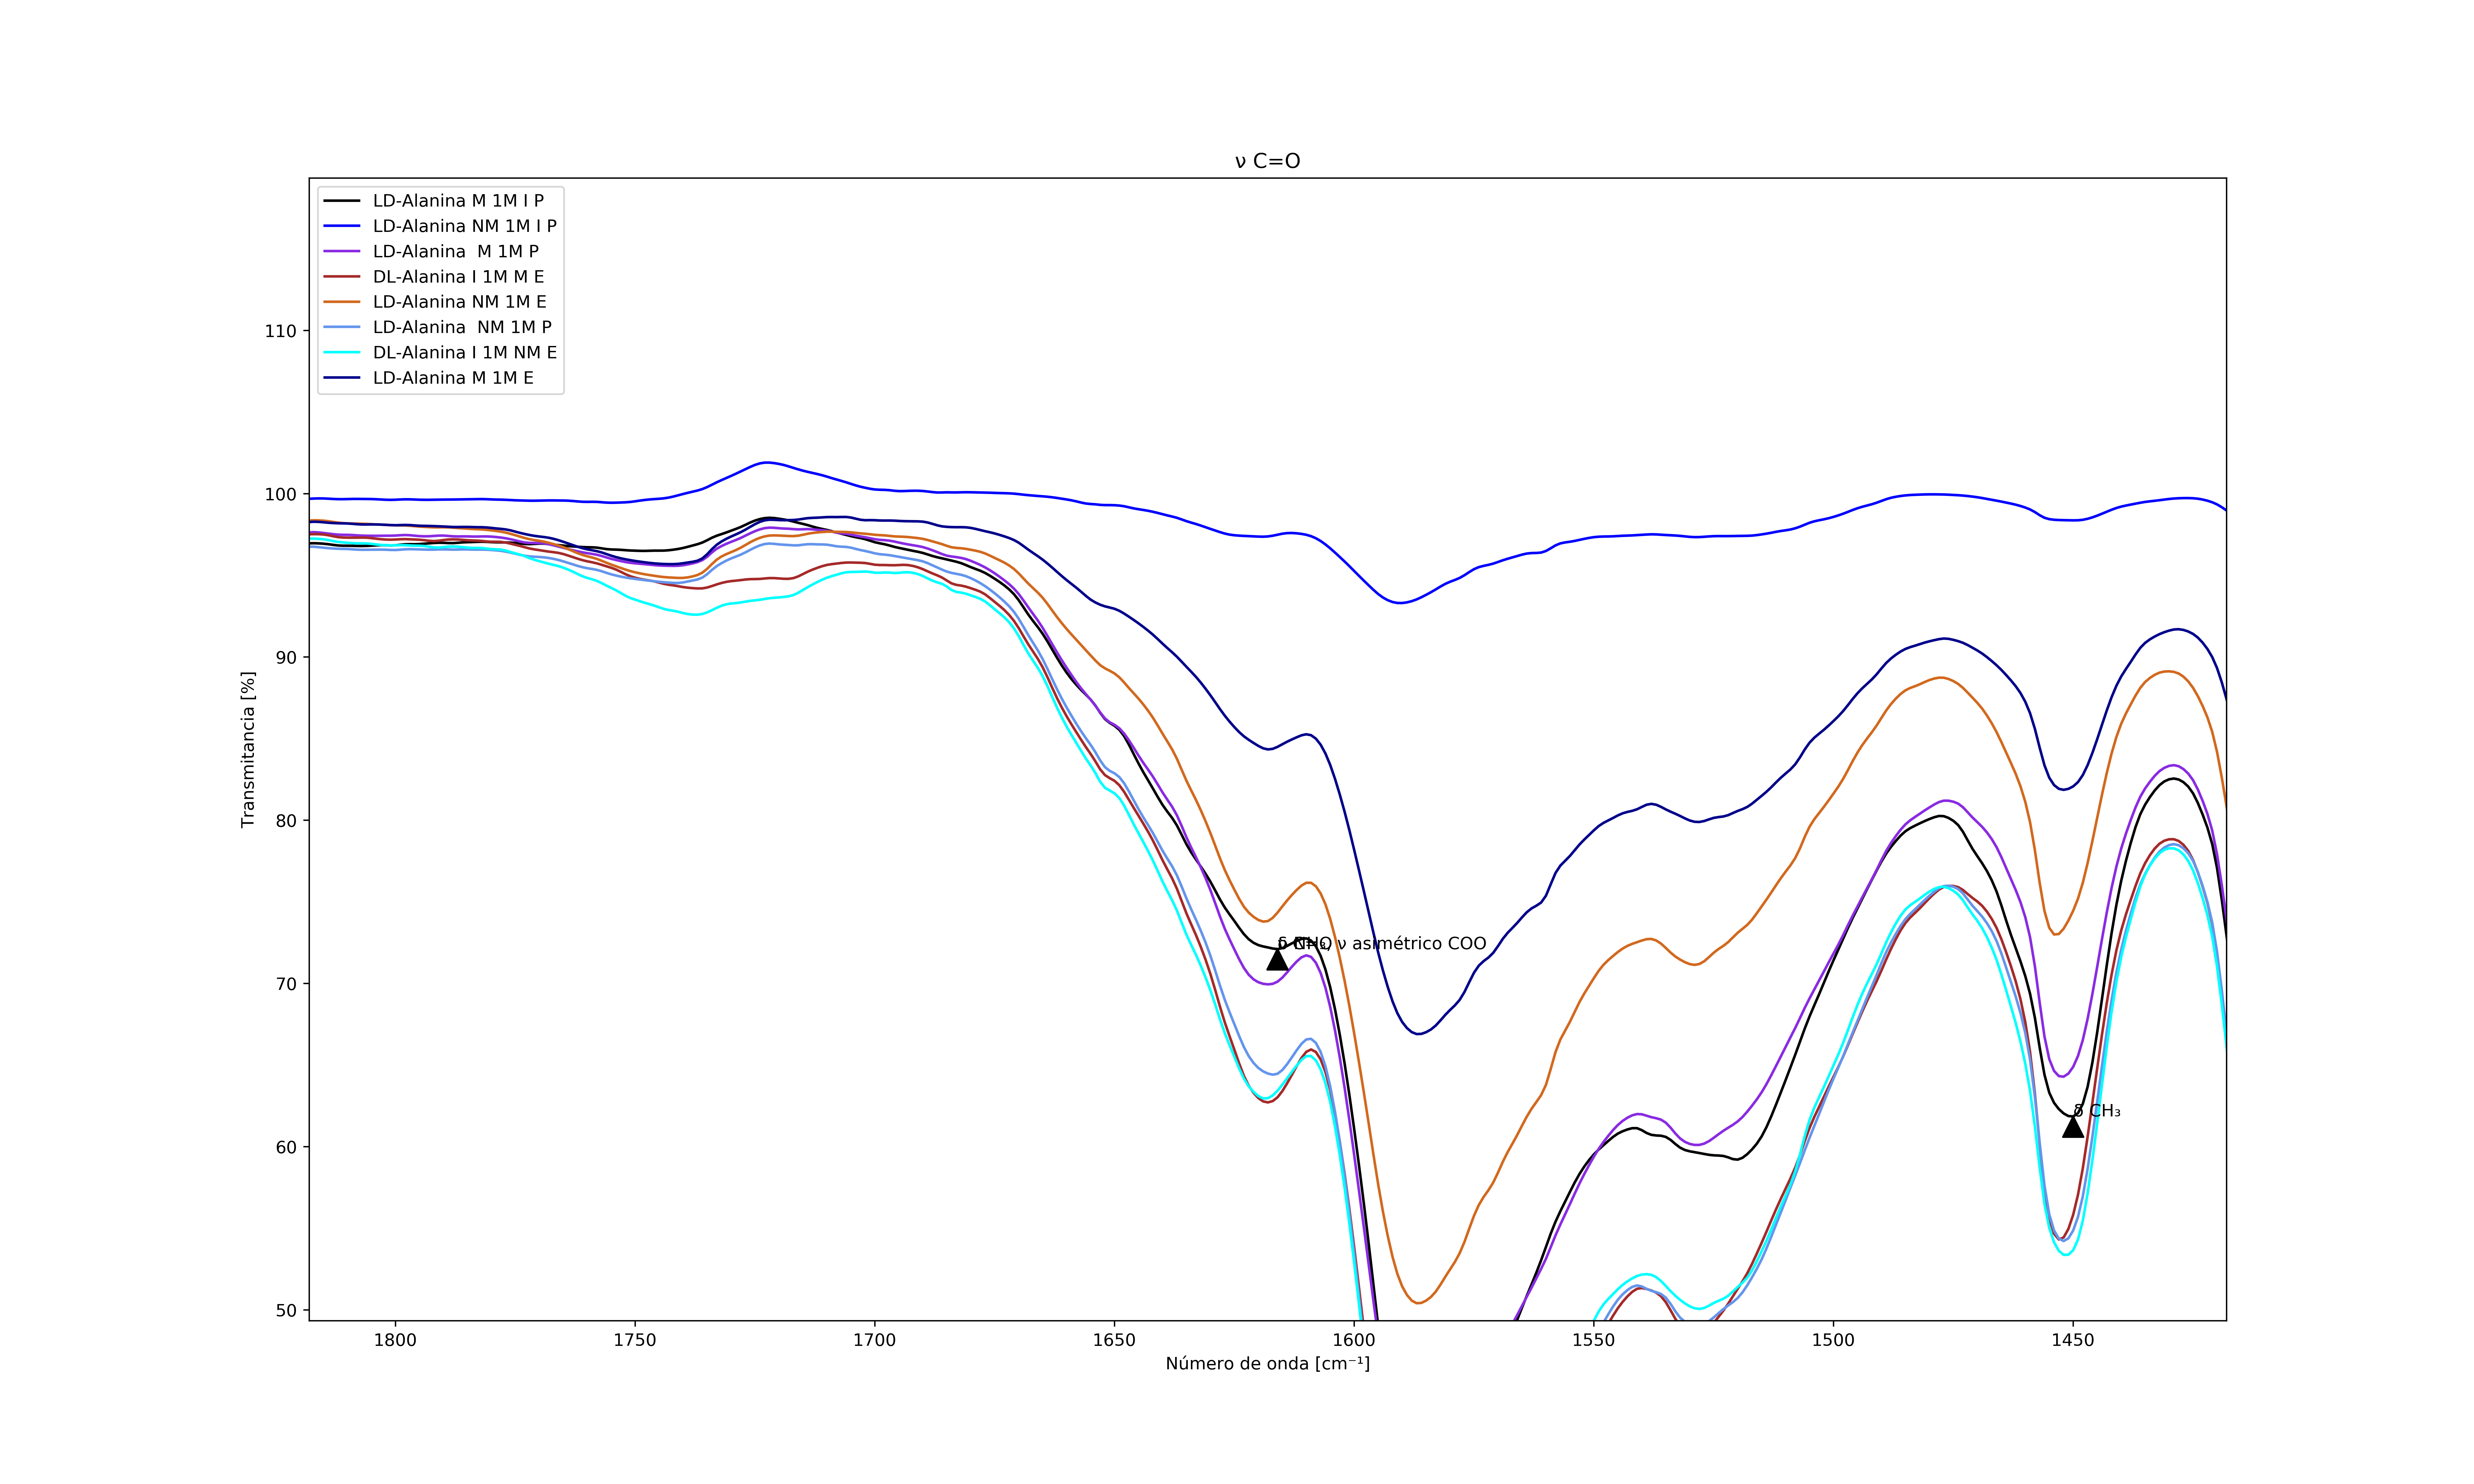 ν C=O
LD-Alanina M 1M I P
LD-Alanina NM 1M I P
LD-Alanina  M 1M P
DL-Alanina I 1M M E
LD-Alanina NM 1M E
LD-Alanina  NM 1M P
DL-Alanina I 1M NM E
LD-Alanina M 1M E
110
100
90
80
70
60
50
Transmitancia [%]
ν asimétrico COO
δ CH₃
1800
1750
1700
1650
1600
1550
1500
1450
Número de onda [cm⁻¹]